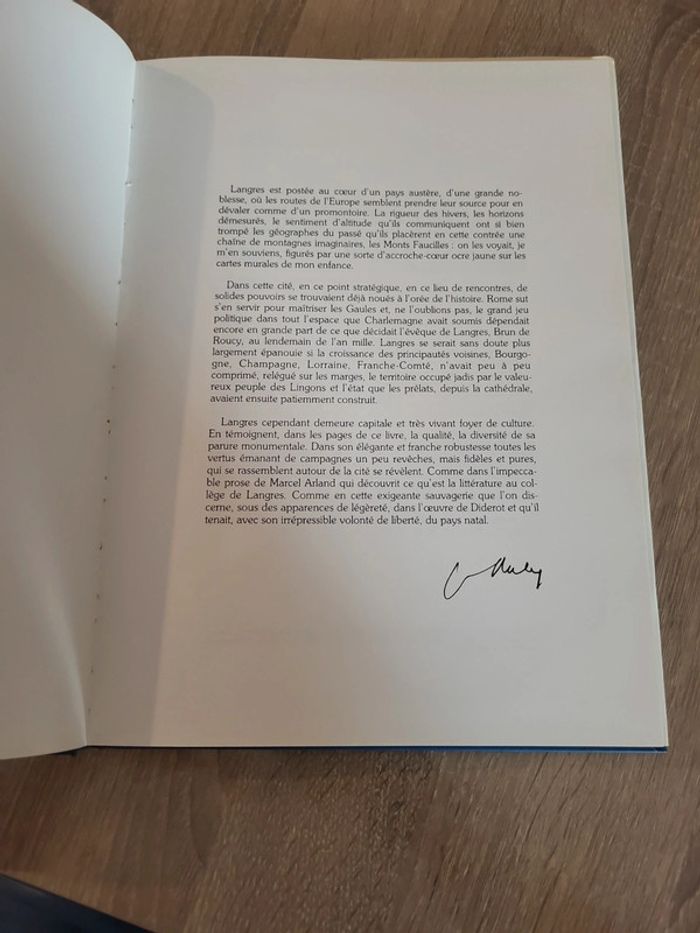 Langres est postée au cœur d'un pays austère, d'une grande no-
blesse, où les routes de l'Europe semblent prendre leur source pour en
dévaler comme d'un promontoire. La rigueur des hivers, les horizons
démesurés, le sentiment d'altitude qu'ils communiquent ont si bien
trompé les géographes du passé qu'ils placèrent en cette contrée une
chaîne de montagnes imaginaires, les Monts Faucilles : on les voyait, je
m'en souviens, figurés par une sorte d'accroche-cœur ocre jaune sur les
cartes murales de mon enfance.
Dans cette cité, en ce point stratégique, en ce lieu de rencontres, de
solides pouvoirs se trouvaient déjà noués à l'orée de l'histoire. Rome sut
s'en servir pour maîtriser les Gaules et, ne l'oublions pas, le grand jeu
politique dans tout l'espace que Charlemagne avait soumis dépendait
encore en grande part de ce que décidait l'évêque de Langres, Brun de
Roucy, au lendemain de l'an mille. Langres se serait sans doute plus
largement épanouie si la croissance des principautés voisines, Bourgo-
gne, Champagne, Lorraine, Franche-Comté, n'avait peu à peu
comprimé, relégué sur les marges, le territoire occupé jadis par le valeu-
reux peuple des Lingons et l'état que les prélats, depuis la cathédrale,
avaient ensuite patiemment construit.
Langres cependant demeure capitale et très vivant foyer de culture.
En témoignent, dans les pages de ce livre, la qualité, la diversité de sa
parure monumentale. Dans son élégante et franche robustesse toutes les
vertus émanant de campagnes un peu revêches, mais fidèles et pures,
qui se rassemblent autour de la cité se révèlent. Comme dans l'impecca-
ble prose de Marcel Arland qui découvrit ce qu'est la littérature au col-
lège de Langres. Comme en cette exigeante sauvagerie que l'on dis-
cerne, sous des apparences de légèreté, dans l'œuvre de Diderot et qu'il
tenait, avec son irrépressible volonté de liberté, du pays natal.